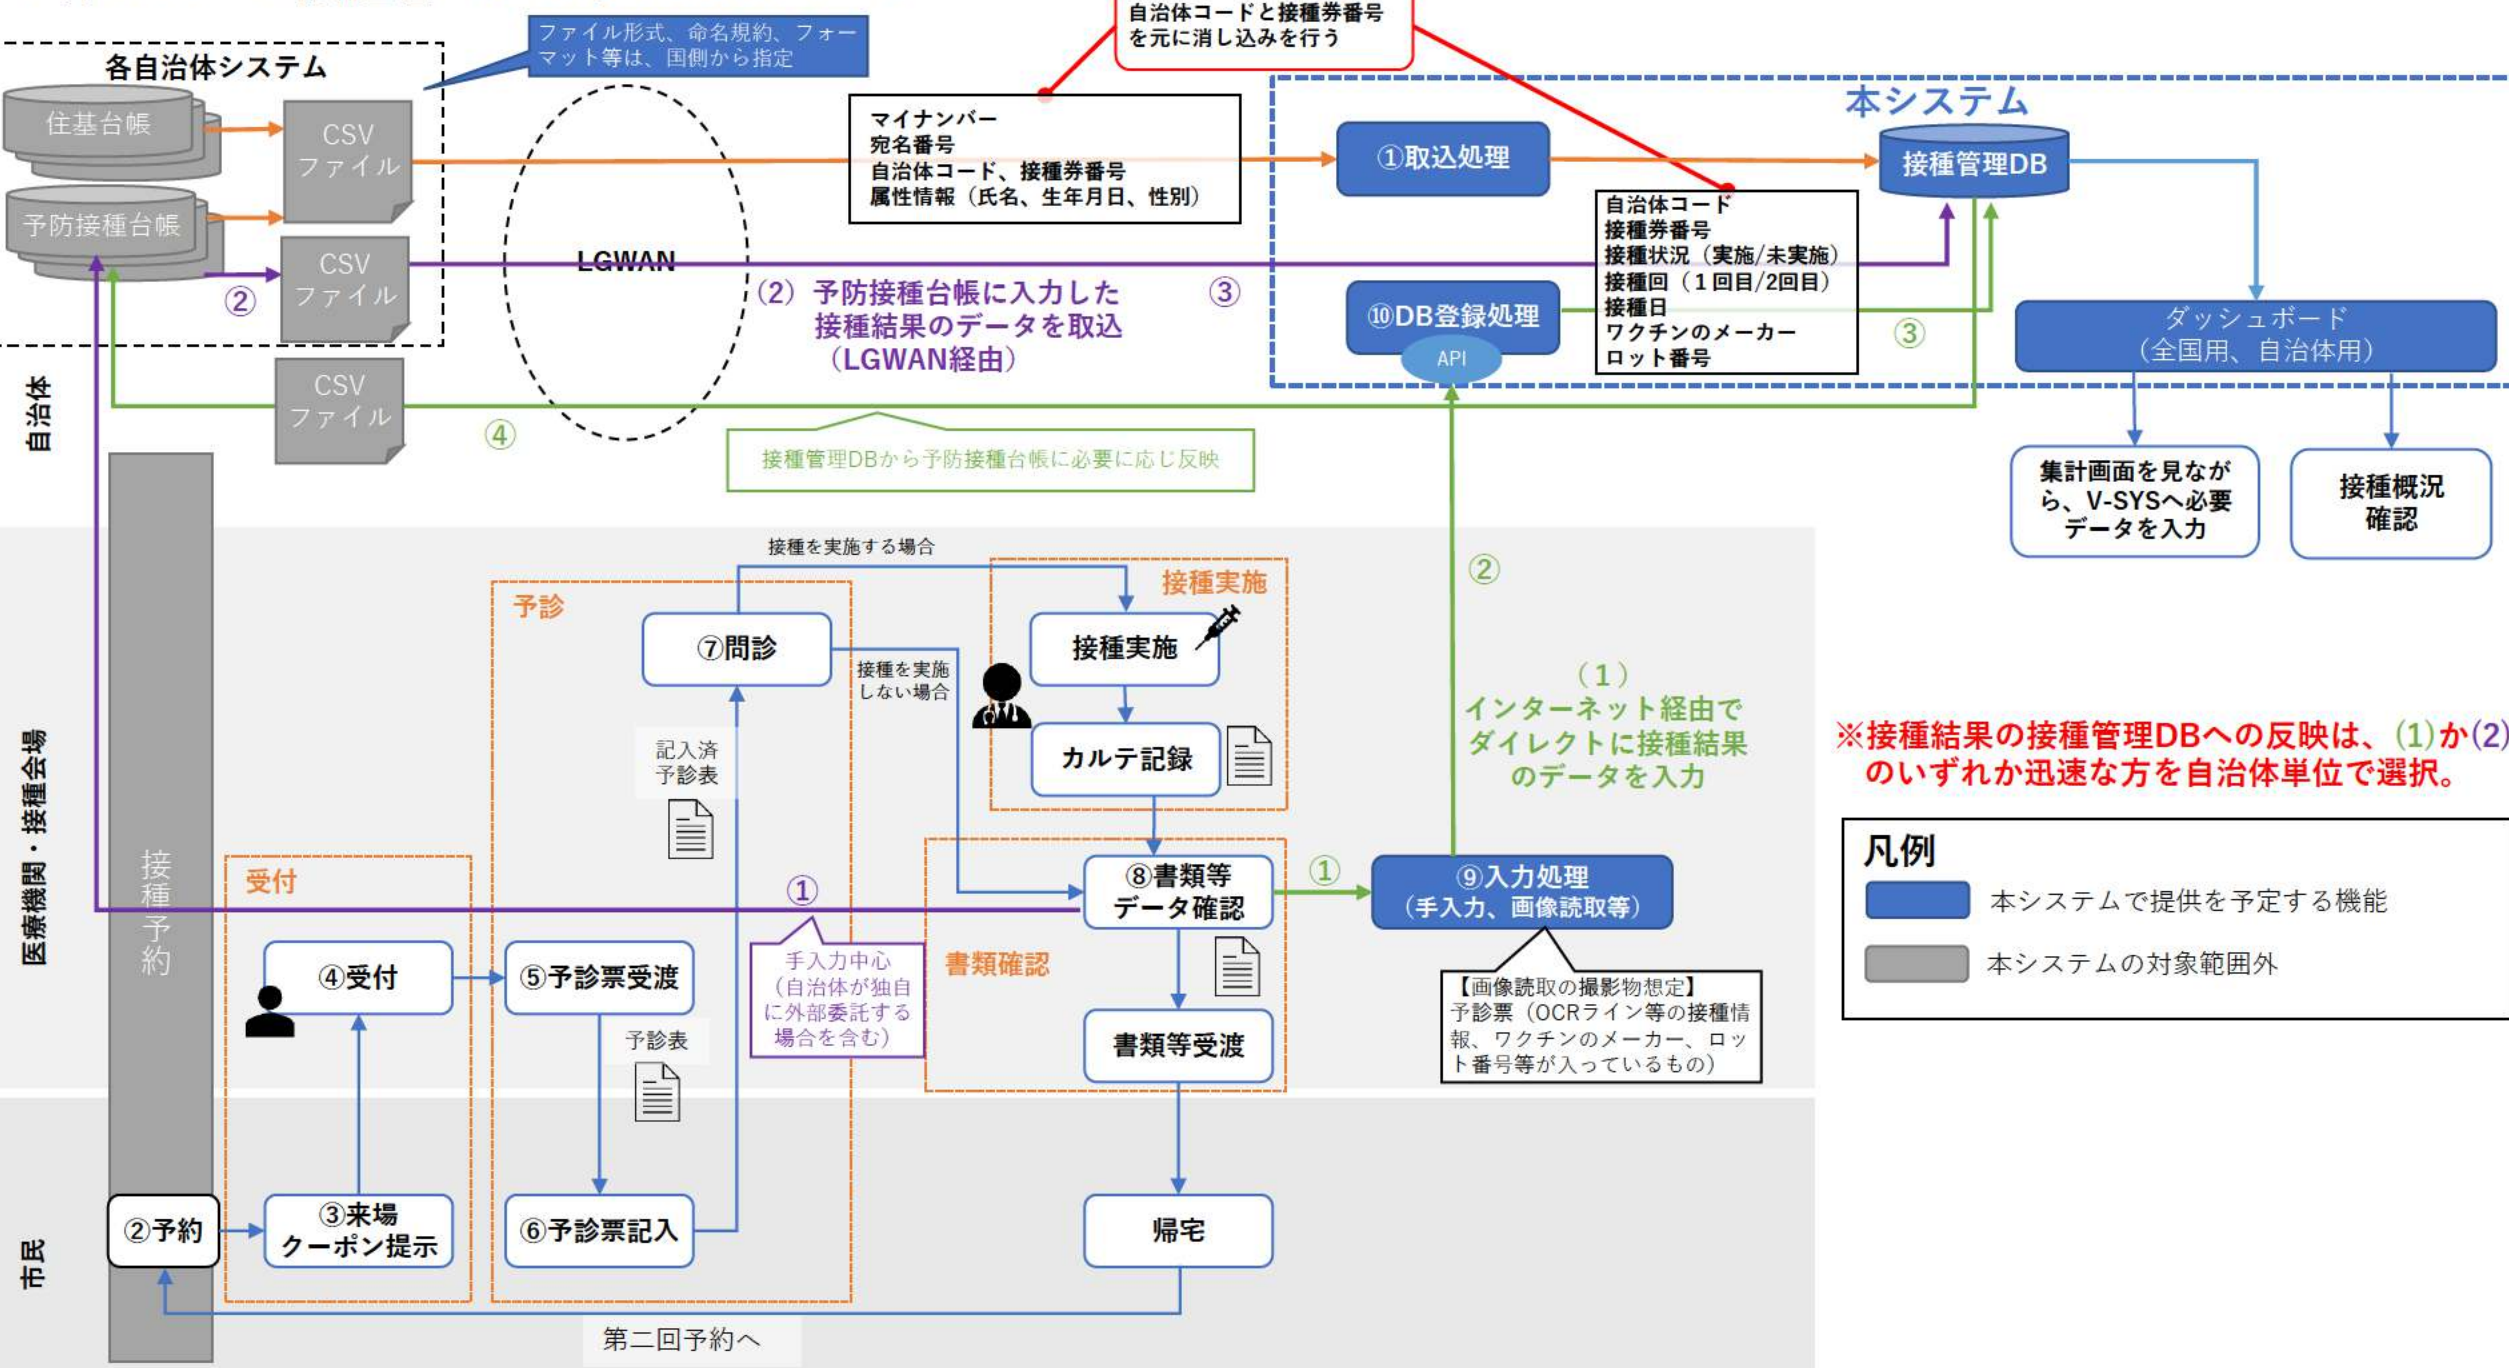 自治体コードと接種券番号
を元に消し込みを行う
ファイル形式、命名規約、フォー
マット等は、国側から指定
各自治体システム
住基台帳
CSV
ファイル
予防接種台帳
CSV
ファイル
②
LGWAN
マイナンバー
宛名番号
自治体コード、接種券番号
属性情報（氏名、生年月日、性別）
本システム
①取込処理
接種管理DB
自治体コード
接種券番号
接種状況（実施/未実施）
接種回（１回目/2回目）
接種日
ワクチンのメーカー
ロット番号
（2）予防接種台帳に入力した
接種結果のデータを取込
（LGWAN経由）
③
⑩DB登録処理
API
③
ダッシュボード
（全国用、自治体用）
自治体
CSV
ファイル
④
接種管理DBから予防接種台帳に必要に応じ反映
集計画面を見なが
ら、V-SYSへ必要
データを入力
接種概況
確認
医療機関・接種会場
接種予約
接種を実施する場合
予診
⑦問診
接種を実施
しない場合
接種実施
接種実施
カルテ記録
②
（１）
インターネット経由で
ダイレクトに接種結果
のデータを入力
※接種結果の接種管理DBへの反映は、(1)か(2)
のいずれか迅速な方を自治体単位で選択。
記入済
予診表
受付
①
⑧書類等
データ確認
①
⑨入力処理
（手入力、画像読取等）
凡例
本システムで提供を予定する機能
本システムの対象範囲外
④受付
⑤予診票受渡
手入力中心
（自治体が独自
に外部委託する
場合を含む）
書類確認
【画像読取の撮影物想定】
予診票（OCRライン等の接種情
報、ワクチンのメーカー、ロッ
ト番号等が入っているもの）
予診表
書類等受渡
市民
②予約
③来場
クーポン提示
⑥予診票記入
帰宅
第二回予約へ